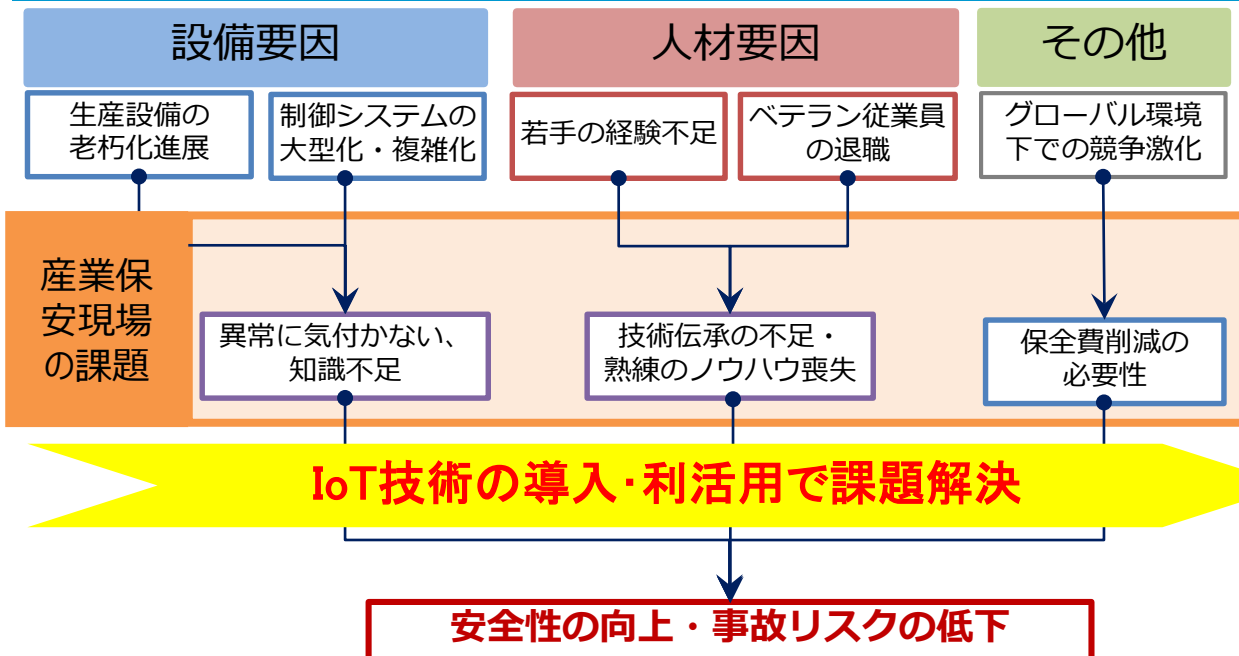 設備要因
人材要因
その他
生産設備の
老朽化進展
制御システムの
大型化・複雑化
若手の経験不足
ベテラン従業員
の退職
グローバル環境
下での競争激化
産業保
安現場
の課題
異常に気付かない、
知識不足
技術伝承の不足・
熟練のノウハウ喪失
保全費削減の
必要性
IoT技術の導入・利活用で課題解決
安全性の向上・事故リスクの低下